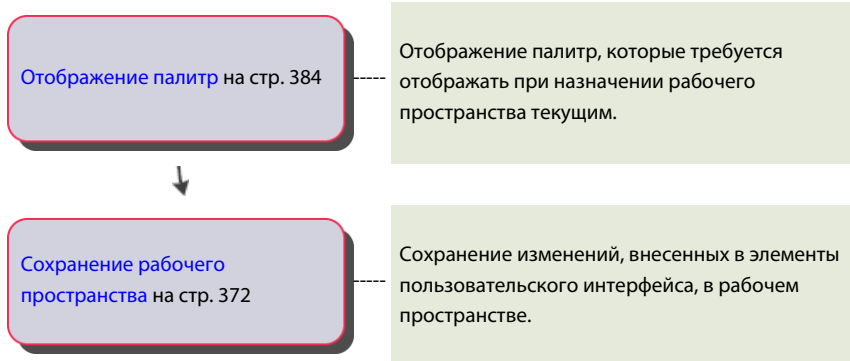 Отображение палитр на стр. 384
Отображение палитр, которые требуется
отображать при назначении рабочего
пространства текущим.
Сохранение рабочего
пространства на стр. 372
Сохранение изменений, внесенных в элементы
пользовательского интерфейса, в рабочем
пространстве.